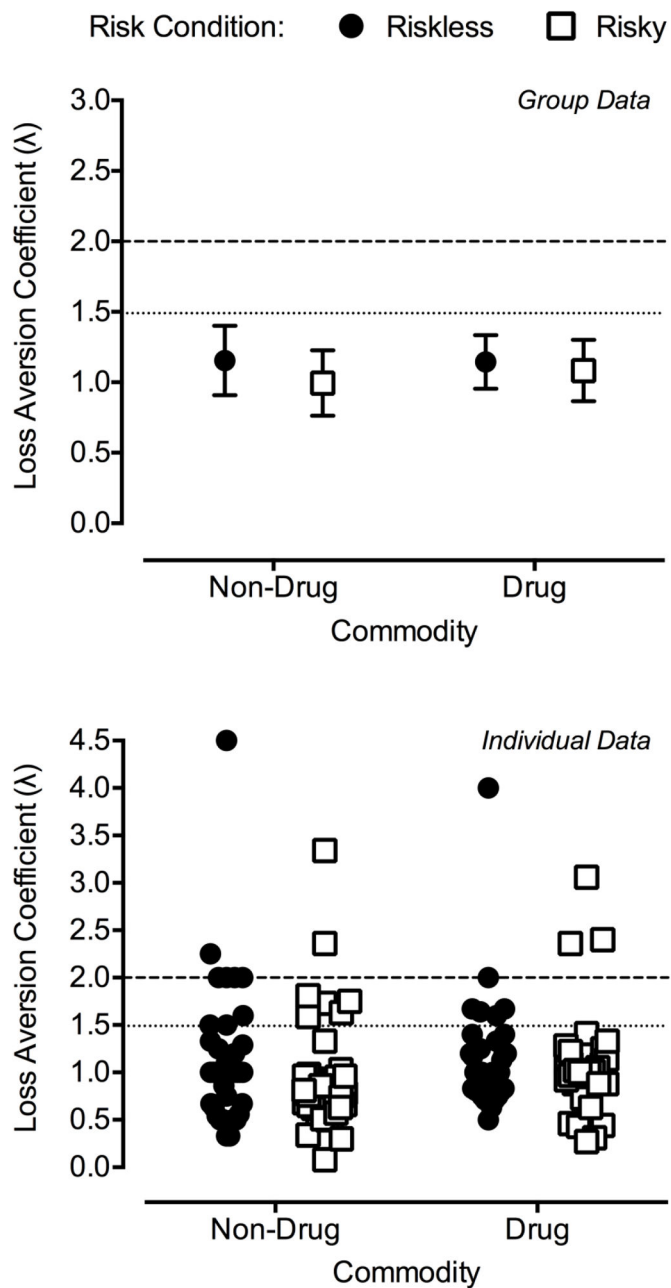 Risk Condition: Riskless Risky
Group Data
Loss Aversion Coefficient (λ)
3.0
2.5
2.0
1.5
1.0
0.5
0.0
Non-Drug Drug
Commodity
Individual Data
Loss Aversion Coefficient (λ)
4.5
4.0
3.5
3.0
2.5
2.0
1.5
1.0
0.5
0.0
Non-Drug Drug
Commodity